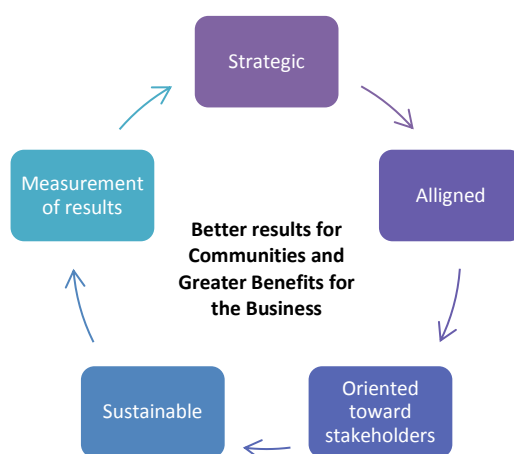 Strategic
Alligned
Oriented
toward
stakeholders
Sustainable
Measurement
of results
Better results for
Communities and
Greater Benefits for
the Business